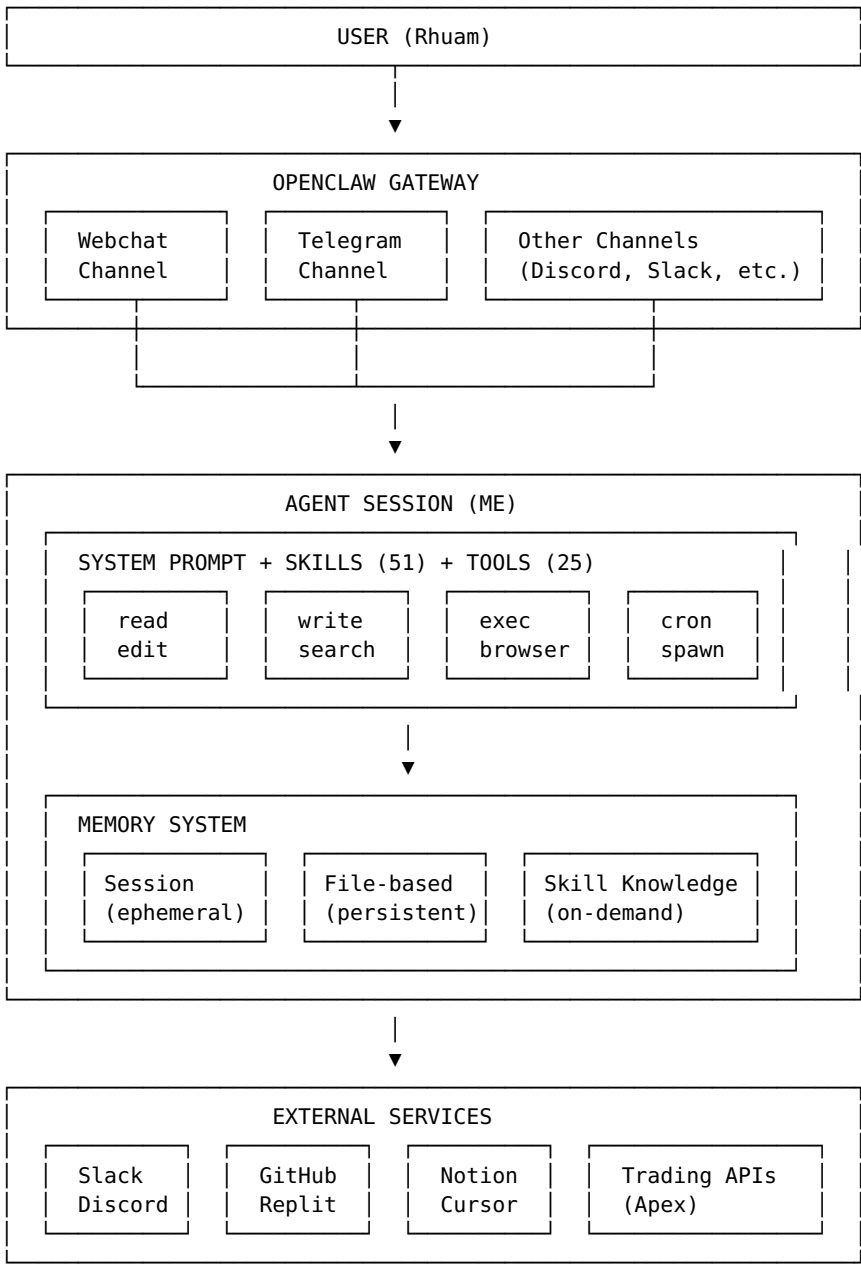 USER (Rhuam)
OPENCLAW GATEWAY
Webchat
Channel
Telegram
Channel
Other Channels
(Discord, Slack, etc.)
AGENT SESSION (ME)
SYSTEM PROMPT + SKILLS (51) + TOOLS (25)
read
edit
write
search
exec
browser
cron
spawn
MEMORY SYSTEM
Session
(ephemeral)
File-based
(persistent)
Skill Knowledge
(on-demand)
EXTERNAL SERVICES
Slack
Discord
GitHub
Replit
Notion
Cursor
Trading APIs
(Apex)